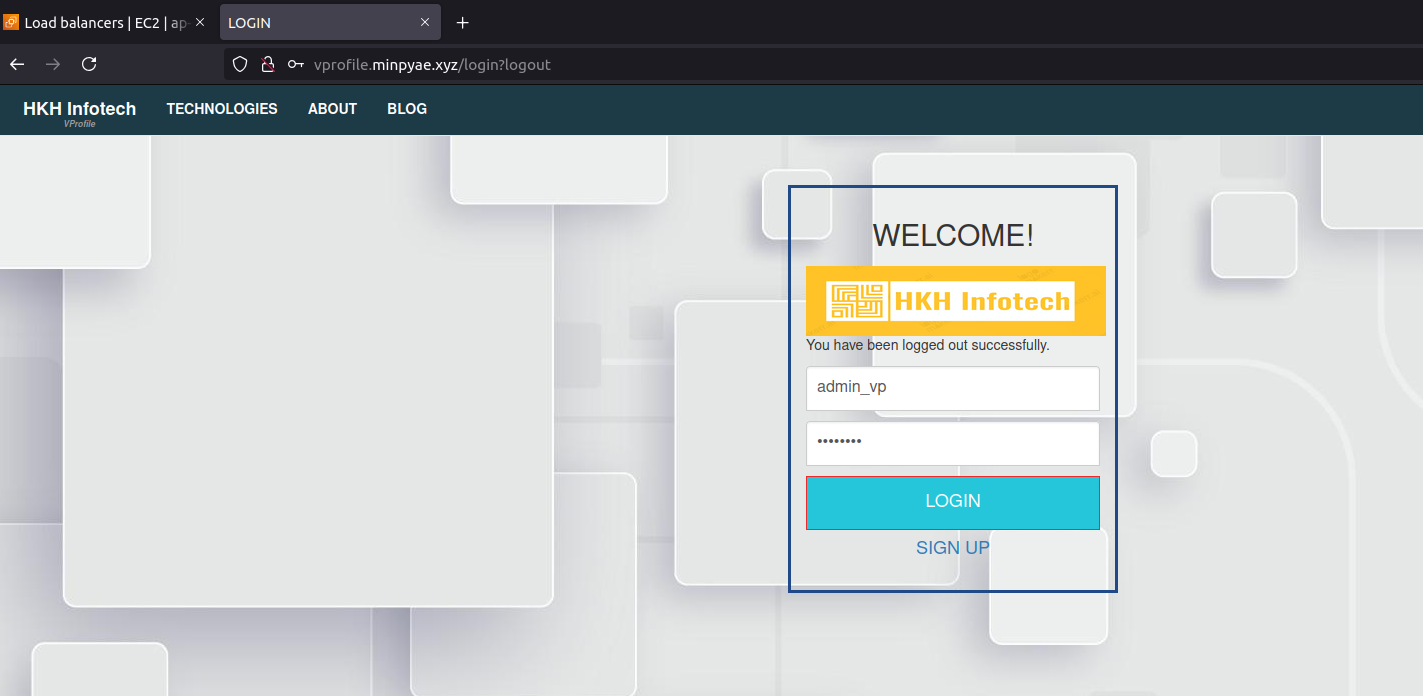 Load balancers | EC2 | ap-
LOGIN
vprofile.minpyae.xyz/login?logout
HKH Infotech
VProfile
TECHNOLOGIES
ABOUT
BLOG
WELCOME!
HKH Infotech
You have been logged out successfully.
admin_vp
••••••••
LOGIN
SIGN UP